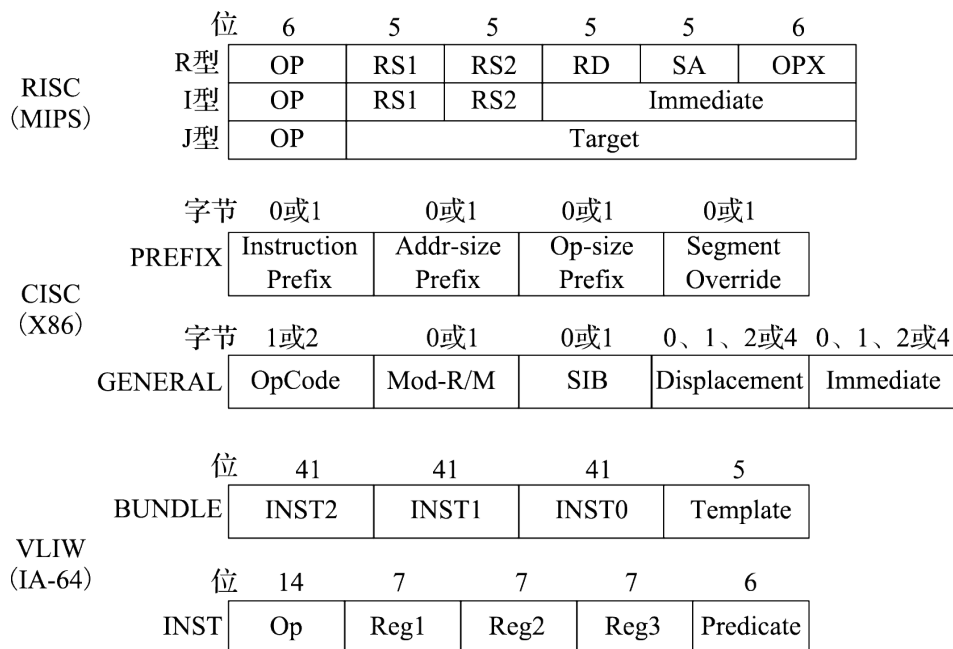 位 6 5 5 5 5 6
R型 OP RS1 RS2 RD SA OPX
RISC
(MIPS)
I型 OP RS1 RS2 Immediate
J型 OP Target
字节 0或1 0或1 0或1 0或1
PREFIX Instruction Prefix Addr-size Prefix Op-size Prefix Segment Override
CISC
(X86)
字节 1或2 0或1 0或1 0、1、2或4 0、1、2或4
GENERAL OpCode Mod-R/M SIB Displacement Immediate
位 41 41 41 5
BUNDLE INST2 INST1 INST0 Template
VLIW
(IA-64)
位 14 7 7 7 6
INST Op Reg1 Reg2 Reg3 Predicate